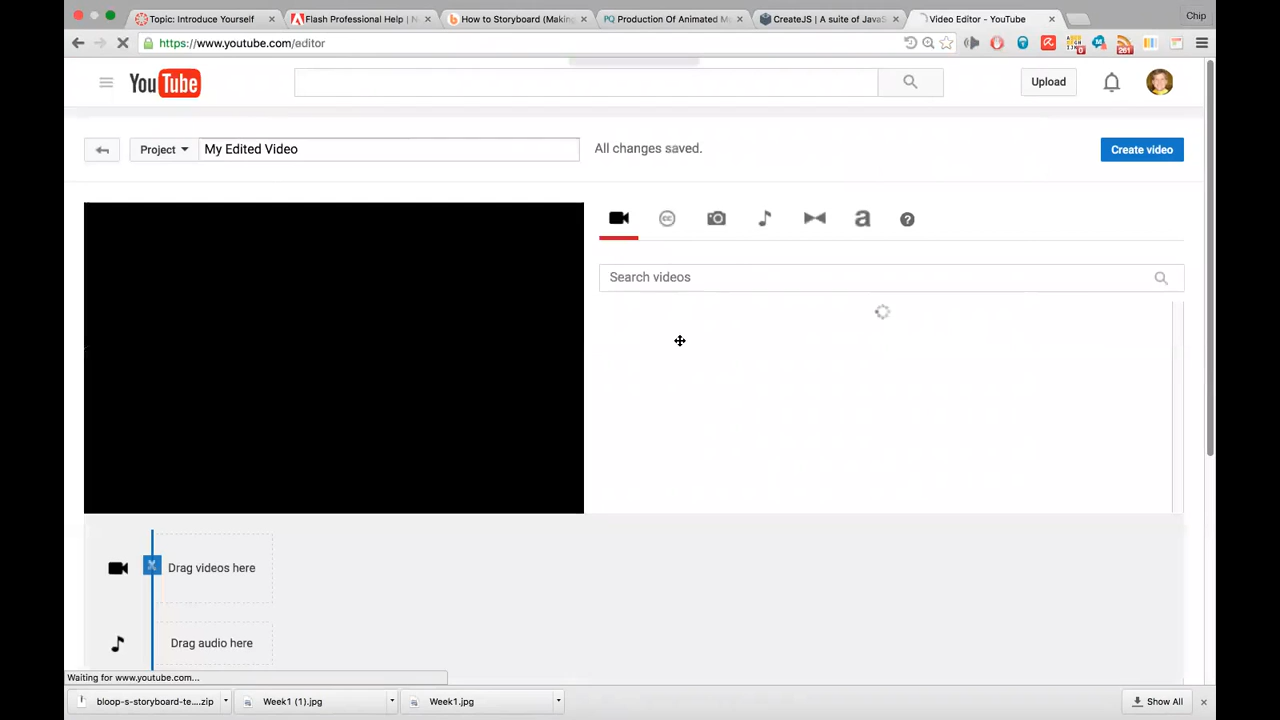 Topic: Introduce Yourself
Flash Professional Help | N
How to Storyboard (Making
PQ Production Of Animated M
CreateJS | A suite of JavaS
Video Editor - YouTube
Chip
https://www.youtube.com/editor
261
YouTube
Upload
Project
My Edited Video
All changes saved.
Create video
Search videos
Drag videos here
Drag audio here
Waiting for www.youtube.com...
bloop-s-storyboard-te....zip
Week1 (1).jpg
Week1.jpg
Show All